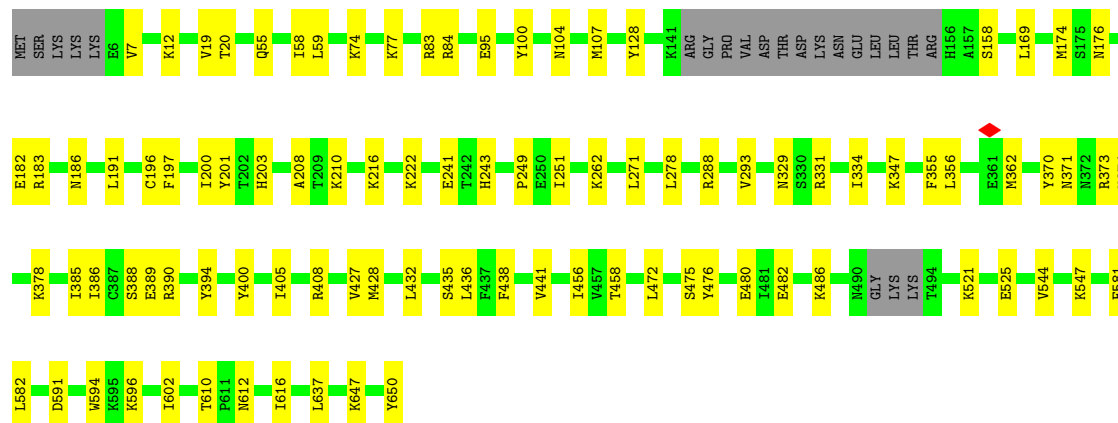 MET SER LYS LYS LYS E6 V7 K12 V19 T20 Q55 I58 L59 K74 K77 R83 R84 E95 Y100 N104 M107 Y128 K141 ARG GLY PRO VAL ASP THR ASP LYS ASN GLU LEU LEU THR ARG H156 A157 S158 L169 M174 S175 N176
E182 R183 N186 L191 C196 F197 I200 Y201 T202 H203 A208 T209 K210 K216 K222 E241 T242 H243 P249 E250 I251 K262 L271 L278 R288 V293 N329 S330 R331 I334 K347 F355 L356 E361 M362 Y370 N371 N372 R373
K378 I385 I386 C387 S388 E389 R390 Y394 Y400 I405 R408 V427 M428 L432 S435 L436 F437 F438 V441 I456 V457 T458 L472 S475 Y476 E480 I481 E482 K486 N490 GLY LYS LYS T494 K521 E525 V544 K547
L582 D591 W594 K595 K596 I602 T610 P611 N612 I616 L637 K647 Y650